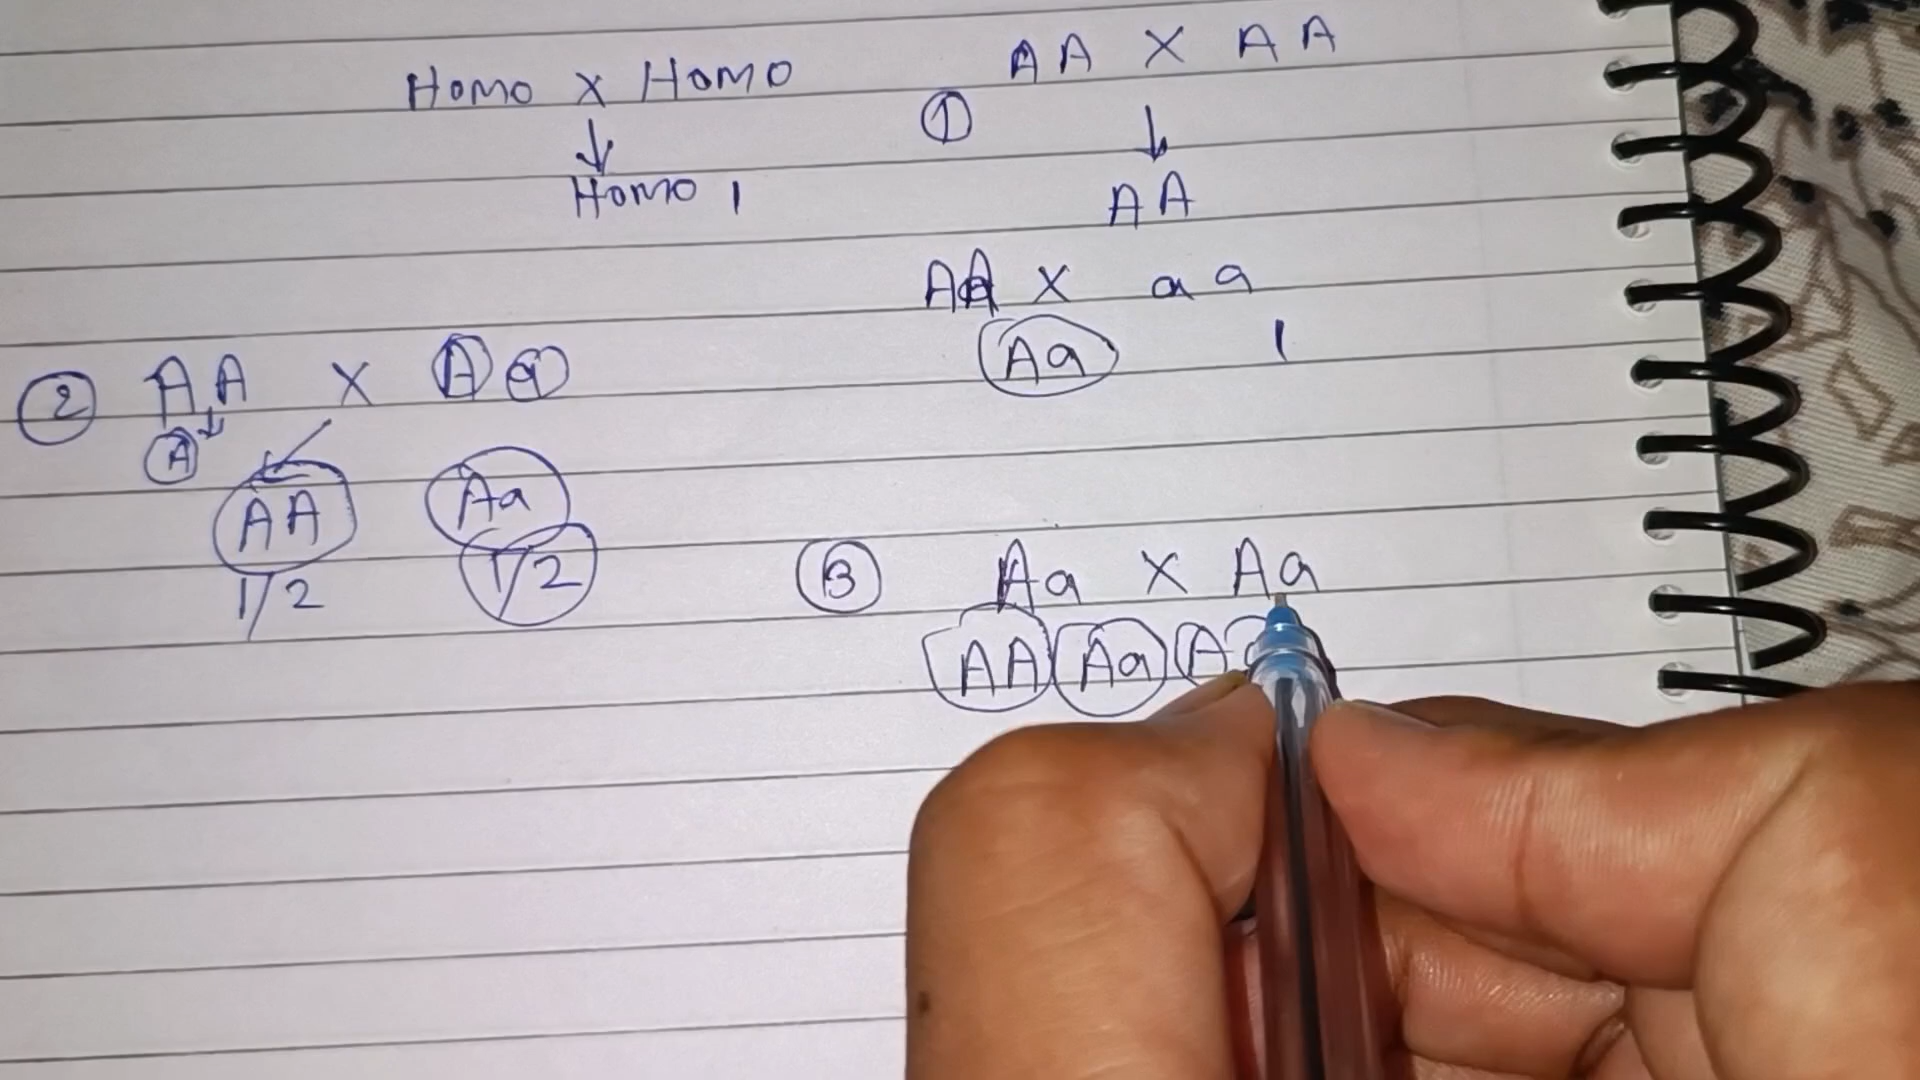 Homo X Homo
↓
Homo 1
① AA X AA
↓
AA
AA X aa
Aa 1
② AA X Aa
A
AA Aa
1/2 1/2
③ Aa X Aa
AA Aa A